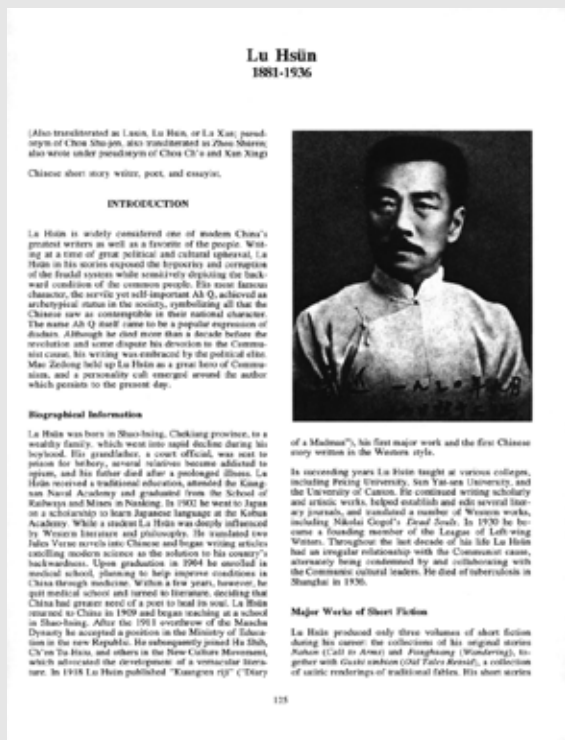 Lu Hsün
1881-1936
(Also transliterated as Lusin, Lu Hsin, or Lu Xun; pseud-
onym of Chou Shu-jen, also transliterated as Zhou Shuren;
also wrote under pseudonym of Chou Ch'o and Xun Xing)
Chinese short story writer, poet, and essayist.
INTRODUCTION
Lu Hsün is widely considered one of modern China's
greatest writers as well as a favorite of the people. Writ-
ing at a time of great political and cultural upheaval, Lu
Hsün in his stories exposed the hypocrisy and corruption
of the feudal system while sensitively depicting the back-
ward condition of the common people. His most famous
character, the servile yet self-important Ah Q, achieved an
archetypal status in the society, symbolizing all that the
Chinese saw as contemptible in their national character.
The name Ah Q itself came to be a popular expression of
disdain. Although he died more than a decade before the
revolution and some dispute his devotion to the Commu-
nist cause, his writing was embraced by the political elite.
Mao Zedong held up Lu Hsün as a great hero of Commu-
nism, and a personality cult emerged around the author
which persists to the present day.
Biographical Information
Lu Hsün was born in Shao-hsing, Chekiang province, to a
wealthy family, which went into rapid decline during his
boyhood. His grandfather, a court official, was sent to
prison for bribery, several relatives became addicted to
opium, and his father died after a prolonged illness. Lu
Hsün received a traditional education, attended the Kiang-
nan Naval Academy and graduated from the School of
Railways and Mines in Nanking. In 1902 he went to Japan
on a scholarship to learn Japanese language at the Kobun
Academy. While a student Lu Hsün was deeply influenced
by Western literature and philosophy. He translated two
Jules Verne novels into Chinese and began writing articles
extolling modern science as the solution to his country's
backwardness. Upon graduation in 1904 he enrolled in
medical school, planning to help improve conditions in
China through medicine. Within a few years, however, he
quit medical school and turned to literature, deciding that
China had greater need of a poet to heal its soul. Lu Hsün
returned to China in 1909 and began teaching at a school
in Shao-hsing. After the 1911 overthrow of the Manchu
Dynasty he accepted a position in the Ministry of Educa-
tion in the new Republic. He subsequently joined Hu Shih,
Ch'en Tu-hsiu, and others in the New Culture Movement,
which advocated the development of a vernacular litera-
ture. In 1918 Lu Hsün published "Kuangren riji" ("Diary
of a Madman"), his first major work and the first Chinese
story written in the Western style.
In succeeding years Lu Hsün taught at various colleges,
including Peking University, Sun Yat-sen University, and
the University of Canton. He continued writing scholarly
and artistic works, helped establish and edit several liter-
ary journals, and translated a number of Western works,
including Nikolai Gogol's Dead Souls. In 1930 he be-
came a founding member of the League of Left-wing
Writers. Throughout the last decade of his life Lu Hsün
had an irregular relationship with the Communist cause,
alternately being condemned by and collaborating with
the Communist cultural leaders. He died of tuberculosis in
Shanghai in 1936.
Major Works of Short Fiction
Lu Hsün produced only three volumes of short fiction
during his career: the collections of his original stories
Nahan (Call to Arms) and Panghuang (Wandering), to-
gether with Gushi xinbian (Old Tales Retold), a collection
of satiric renderings of traditional fables. His short stories
125